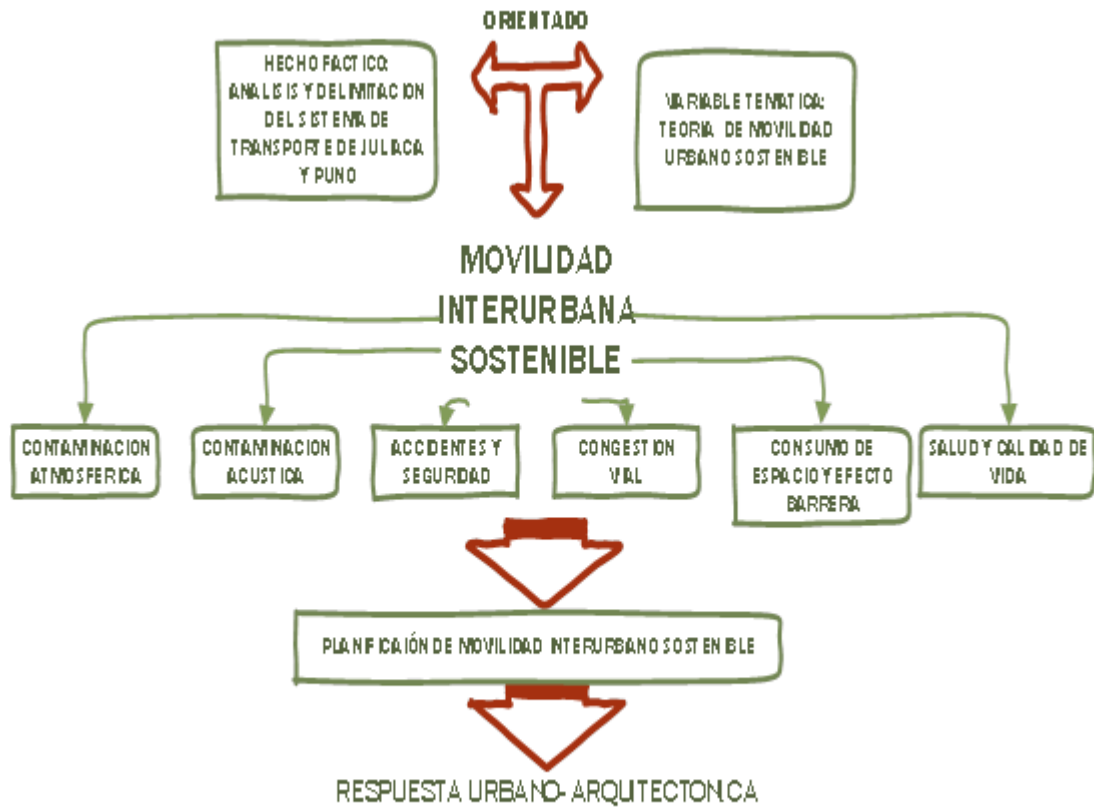 ORIENTADO
HECHO FACTICO:
ANALISIS Y DELIMITACION
DEL SISTEMA DE
TRANSPORTE DE JULIACA
Y PUNO
VARIABLE TEMATICA:
TEORIA DE MOVILIDAD
URBANO SOSTENIBLE
MOVILIDAD
INTERURBANA
SOSTENIBLE
CONTAMINACION
ATMOSFERICA
CONTAMINACION
ACUSTICA
ACCIDENTES Y
SEGURIDAD
CONGESTION
VIAL
CONSUMO DE
ESPACIO Y EFECTO
BARRERA
SALUD Y CALIDAD DE
VIDA
PLANIFICAIÓN DE MOVILIDAD INTERURBANO SOSTENIBLE
RESPUESTA URBANO- ARQUITECTONICA